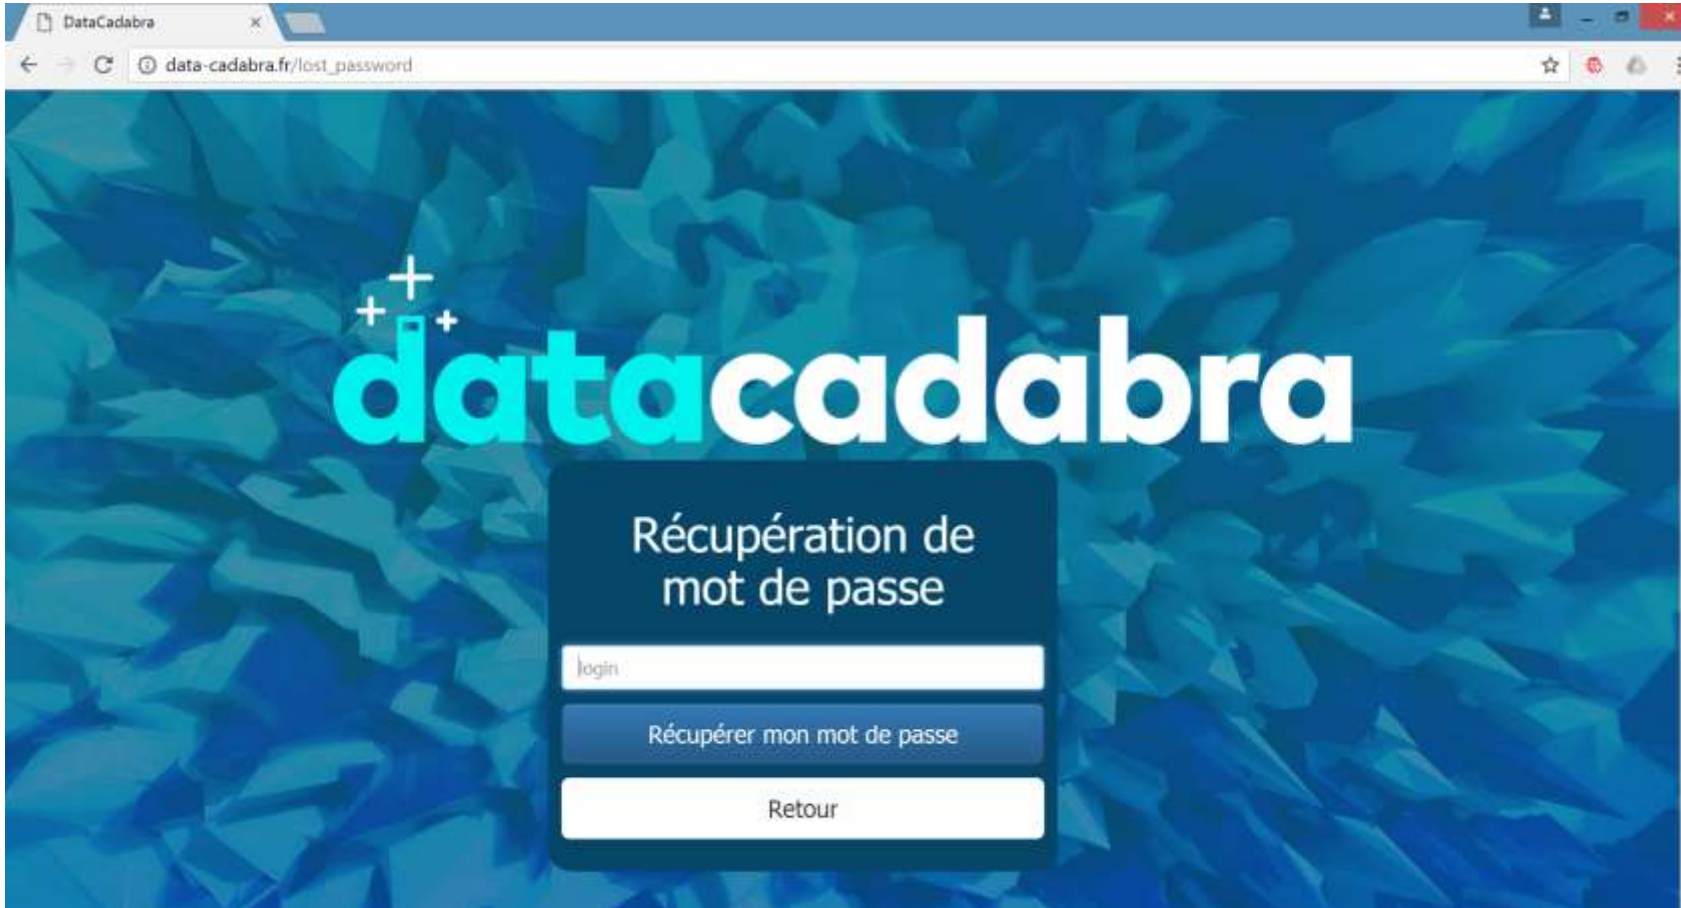 DataCadabra
data-cadabra.fr/lost_password
datacadabra
Récupération de
mot de passe
login
Récupérer mon mot de passe
Retour